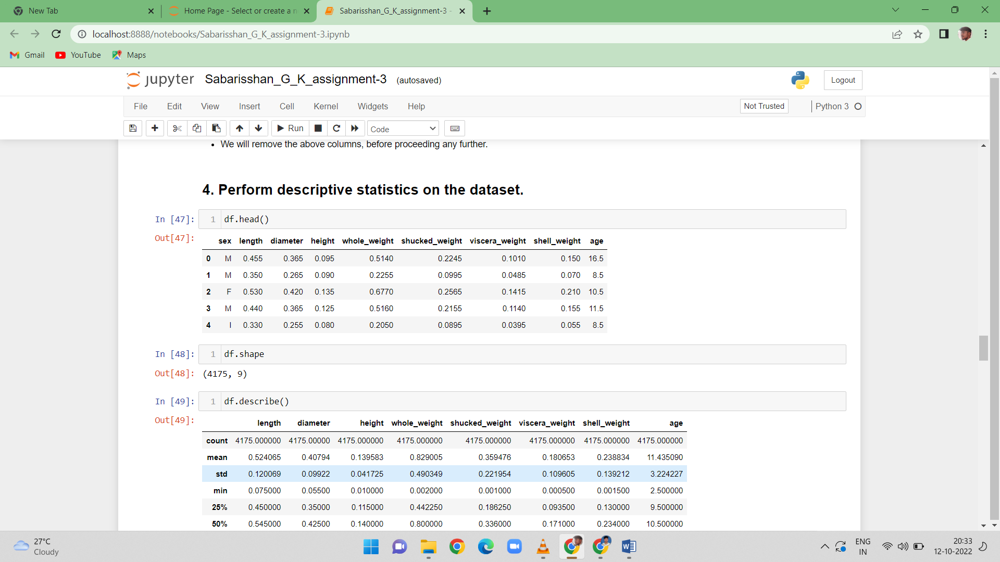 New Tab
Home Page - Select or create a n
Sabarisshan_G_K_assignment-3 -
localhost:8888/notebooks/Sabarisshan_G_K_assignment-3.ipynb
Gmail YouTube Maps
jupyter Sabarisshan_G_K_assignment-3 (autosaved)
Logout
File Edit View Insert Cell Kernel Widgets Help
Not Trusted
Python 3
Run
Code
• We will remove the above columns, before proceeding any further.
4. Perform descriptive statistics on the dataset.
In [47]: 1 df.head()
Out[47]:
sex length diameter height whole_weight shucked_weight viscera_weight shell_weight age
0 M 0.455 0.365 0.095 0.5140 0.2245 0.1010 0.150 16.5
1 M 0.350 0.265 0.090 0.2255 0.0995 0.0485 0.070 8.5
2 F 0.530 0.420 0.135 0.6770 0.2565 0.1415 0.210 10.5
3 M 0.440 0.365 0.125 0.5160 0.2155 0.1140 0.155 11.5
4 I 0.330 0.255 0.080 0.2050 0.0895 0.0395 0.055 8.5
In [48]: 1 df.shape
Out[48]: (4175, 9)
In [49]: 1 df.describe()
Out[49]:
length diameter height whole_weight shucked_weight viscera_weight shell_weight age
count 4175.000000 4175.00000 4175.000000 4175.000000 4175.000000 4175.000000 4175.000000 4175.000000
mean 0.524065 0.40794 0.139583 0.829005 0.359476 0.180653 0.238834 11.435090
std 0.120069 0.09922 0.041725 0.490349 0.221954 0.109605 0.139212 3.224227
min 0.075000 0.05500 0.010000 0.002000 0.001000 0.000500 0.001500 2.500000
25% 0.450000 0.35000 0.115000 0.442250 0.186250 0.093500 0.130000 9.500000
50% 0.545000 0.42500 0.140000 0.800000 0.336000 0.171000 0.234000 10.500000
27°C
Cloudy
ENG
IN
20:33
12-10-2022